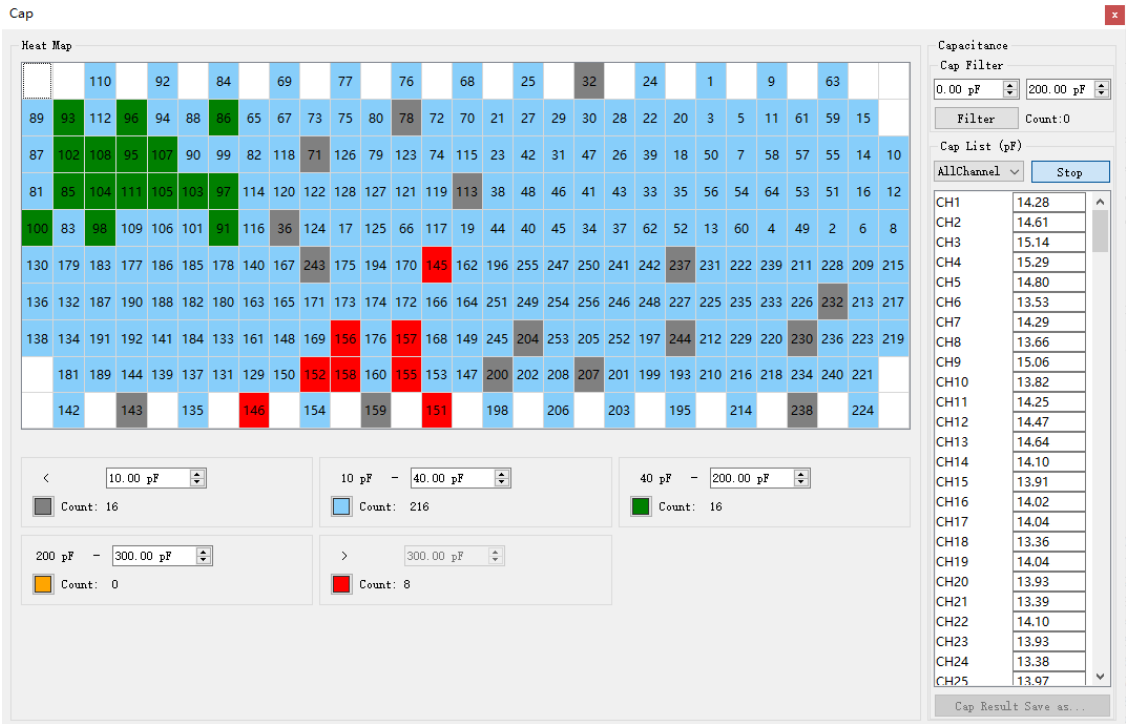 Cap
x
Heat Map
110 92 84 69 77 76 68 25 32 24 1 9 63
89 93 112 96 94 88 86 65 67 73 75 80 78 72 70 21 27 29 30 28 22 20 3 5 11 61 59 15
87 102 108 95 107 90 99 82 118 71 126 79 123 74 115 23 42 31 47 26 39 18 50 7 58 57 55 14 10
81 85 104 111 105 103 97 114 120 122 128 127 121 119 113 38 48 46 41 43 33 35 56 54 64 53 51 16 12
100 83 98 109 106 101 91 116 36 124 17 125 66 117 19 44 40 45 34 37 62 52 13 60 4 49 2 6 8
130 179 183 177 186 185 178 140 167 243 175 194 170 145 162 196 255 247 250 241 242 237 231 222 239 211 228 209 215
136 132 187 190 188 182 180 163 165 171 173 174 172 166 164 251 249 254 256 246 248 227 225 235 233 226 232 213 217
138 134 191 192 141 184 133 161 148 169 156 176 157 168 149 245 204 253 205 252 197 244 212 229 220 230 236 223 219
181 189 144 139 137 131 129 150 152 158 160 155 153 147 200 202 208 207 201 199 193 210 216 218 234 240 221
142 143 135 146 154 159 151 198 206 203 195 214 238 224
< 10.00 pF
Count: 16
10 pF - 40.00 pF
Count: 216
40 pF - 200.00 pF
Count: 16
200 pF - 300.00 pF
Count: 0
> 300.00 pF
Count: 8
Capacitance
Cap Filter
0.00 pF 200.00 pF
Filter Count:0
Cap List (pF)
AllChannel Stop
CH1 14.28
CH2 14.61
CH3 15.14
CH4 15.29
CH5 14.80
CH6 13.53
CH7 14.29
CH8 13.66
CH9 15.06
CH10 13.82
CH11 14.25
CH12 14.47
CH13 14.64
CH14 14.10
CH15 13.91
CH16 14.02
CH17 14.04
CH18 13.36
CH19 14.04
CH20 13.93
CH21 13.39
CH22 14.10
CH23 13.93
CH24 13.38
CH25 13.97
Cap Result Save as...